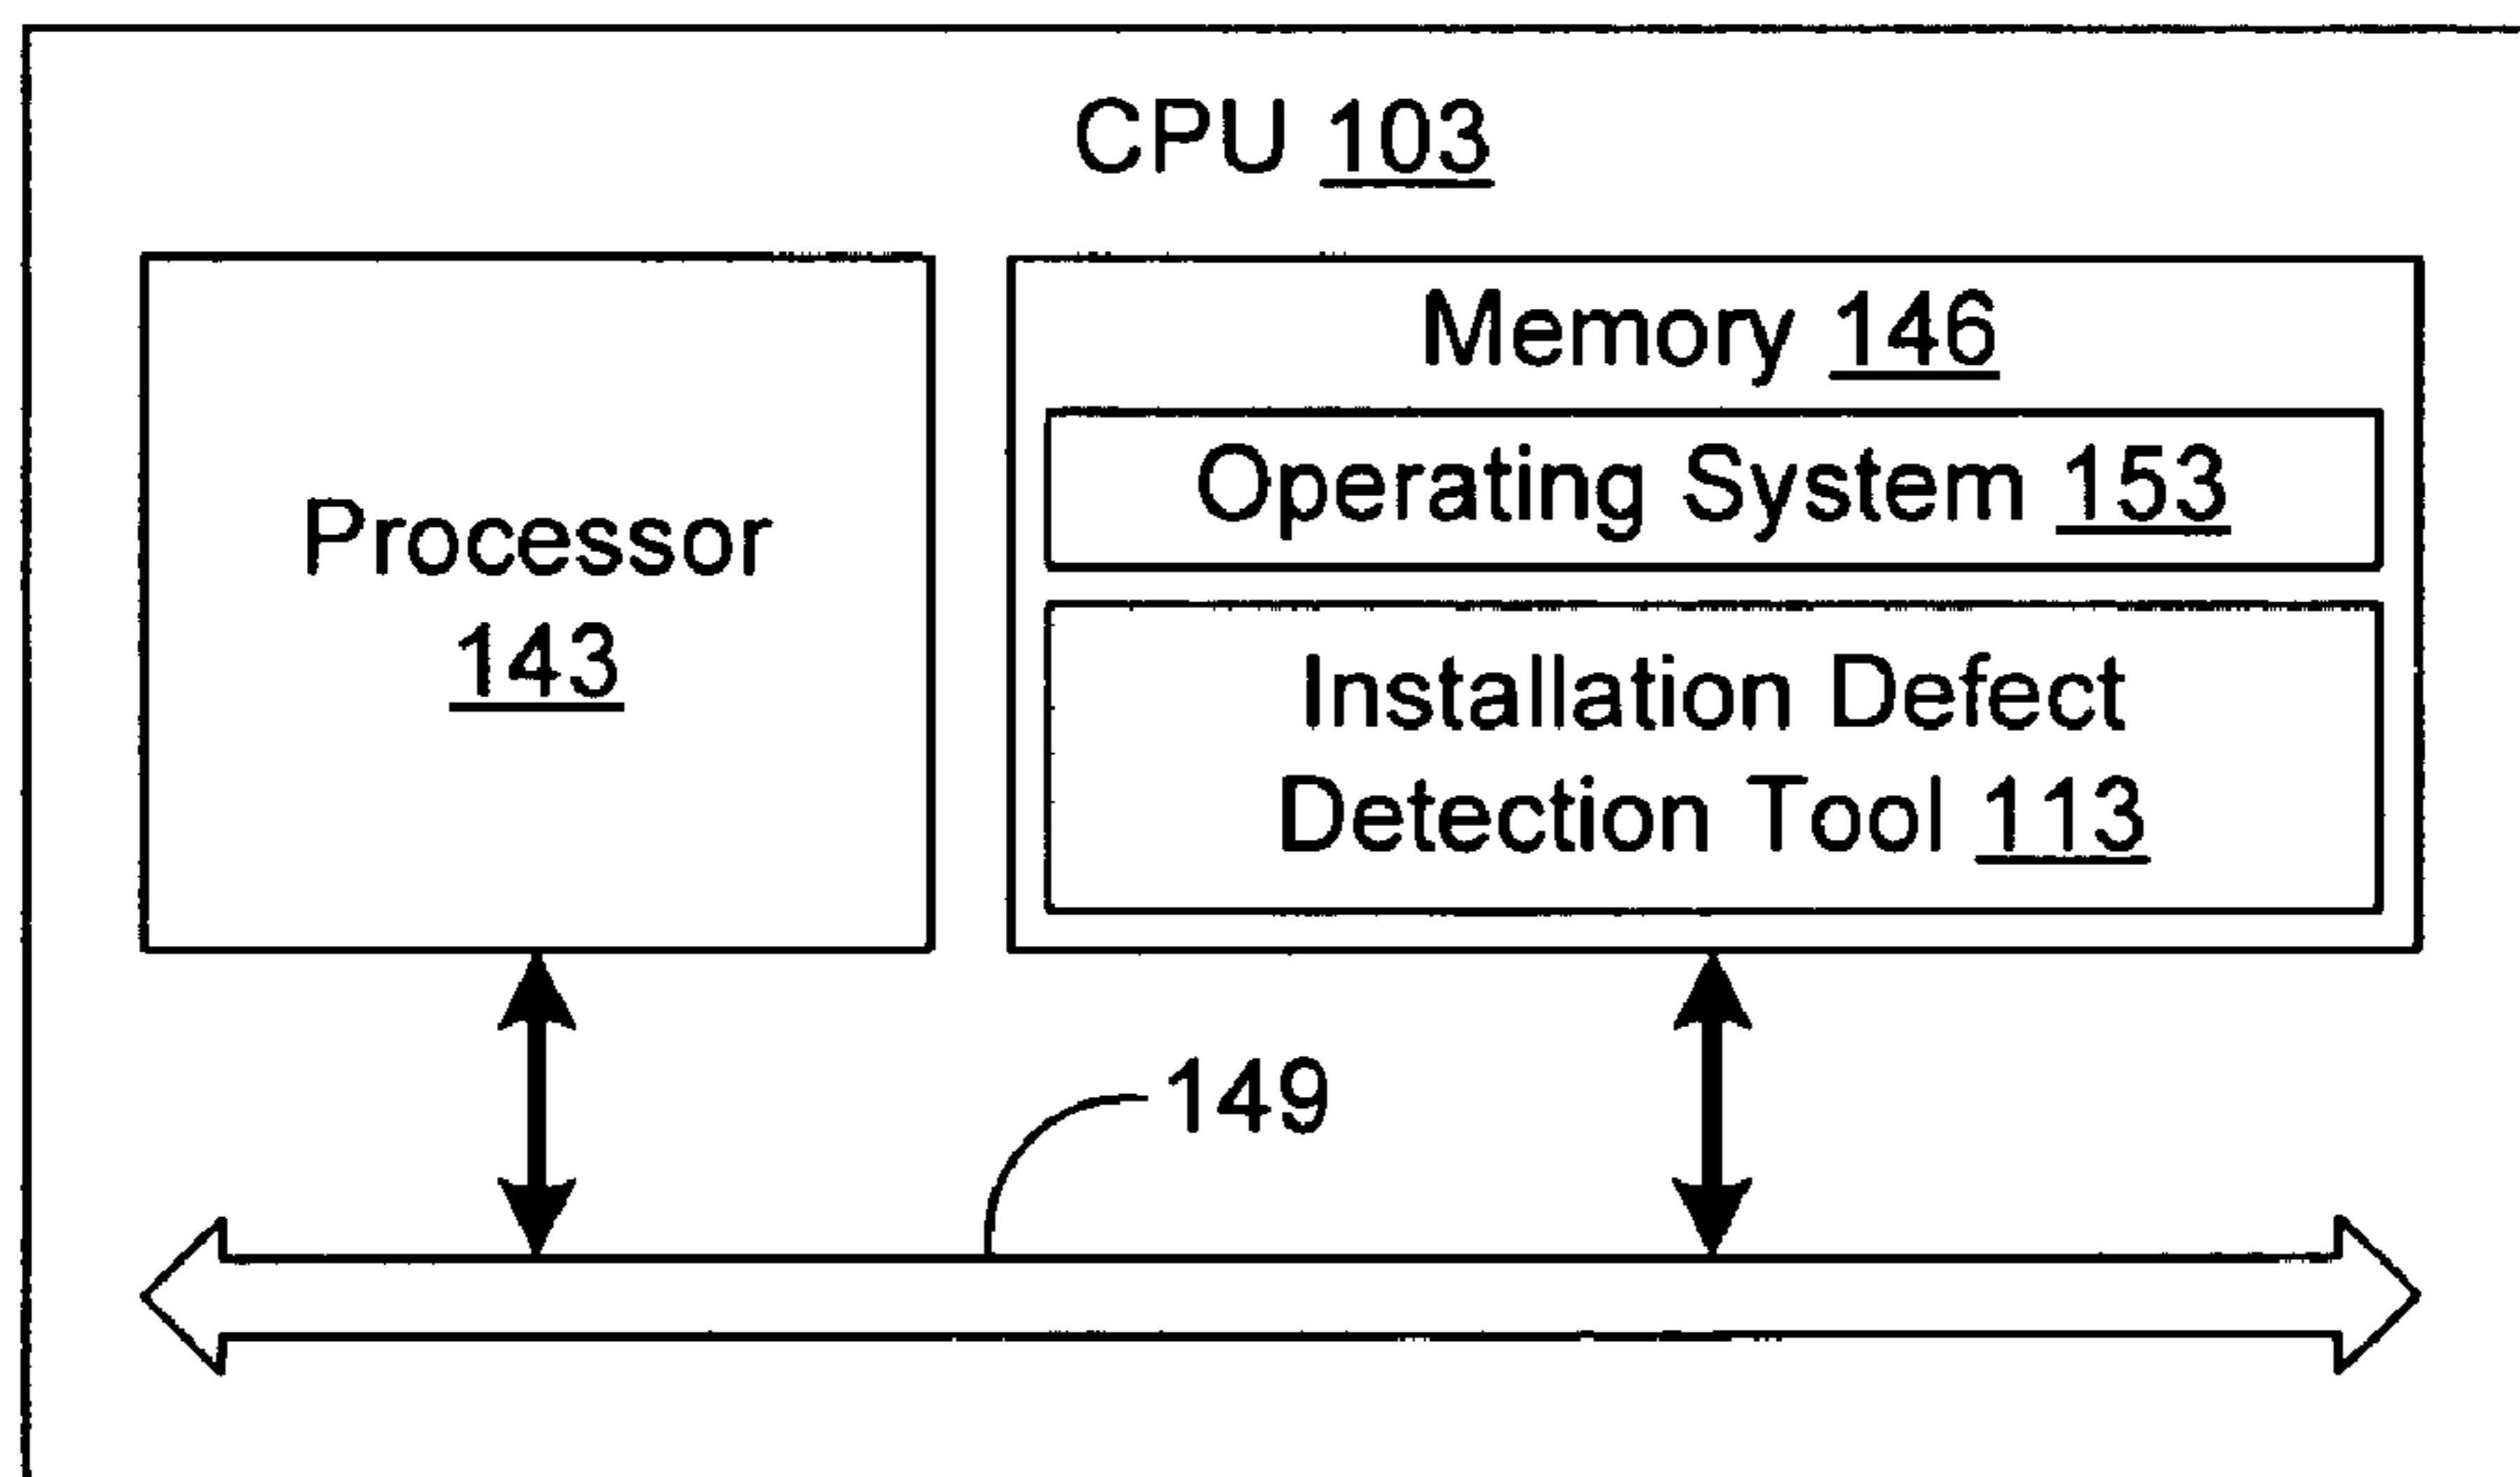 CPU 103
Processor
143
Memory 146
Operating System 153
Installation Defect
Detection Tool 113
149